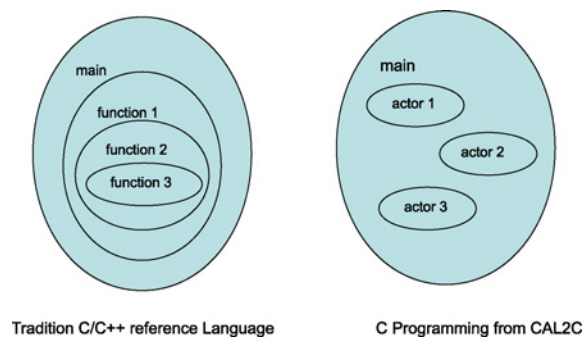 main
function 1
function 2
function 3
main
actor 1
actor 2
actor 3
Tradition C/C++ reference Language
C Programming from CAL2C